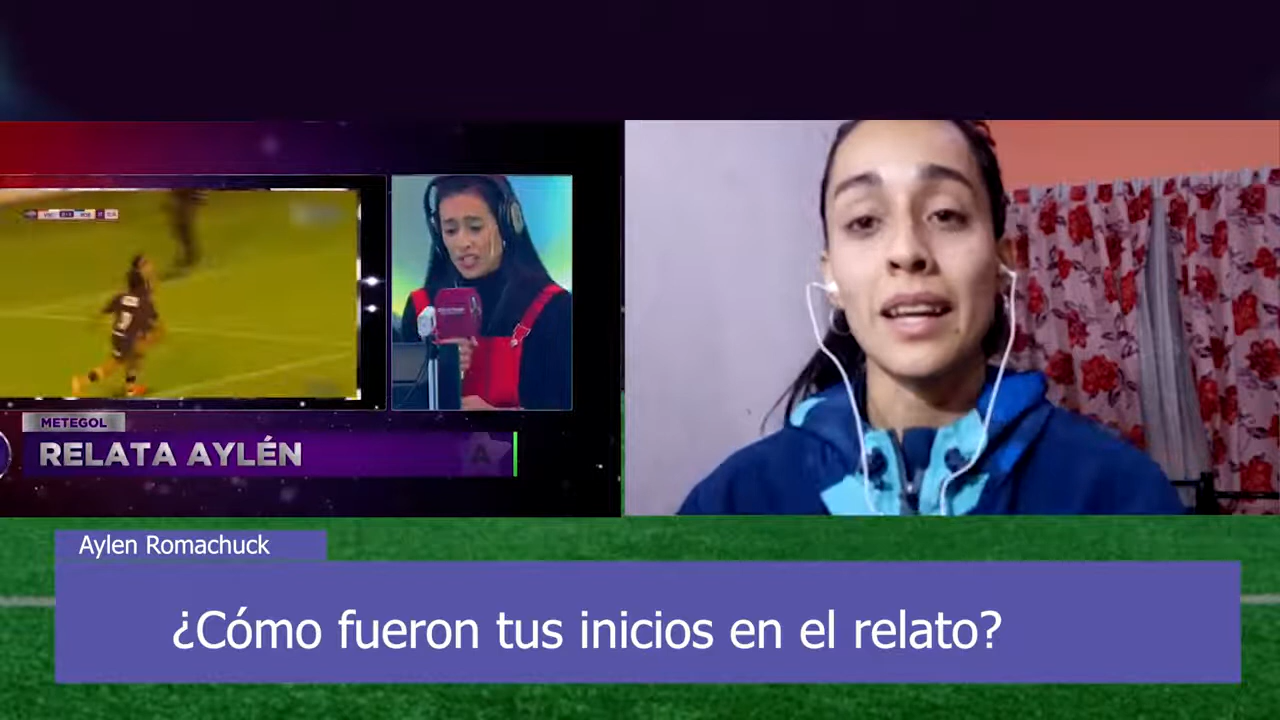 METEGOL
RELATA AYLÉN
Aylen Romachuck
¿Cómo fueron tus inicios en el relato?